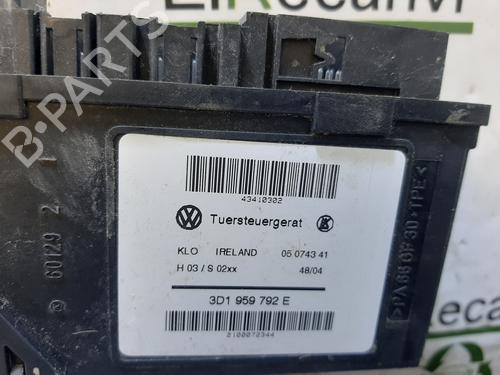 ElRecanvi
43410302
Tuersteuergerat
KLO IRELAND 05 0743 41
H 03 / S 02xx 48/04
3D1 959 792 E
2100072344
60129 2
>PA66GF30+TPE<
B-PARTS